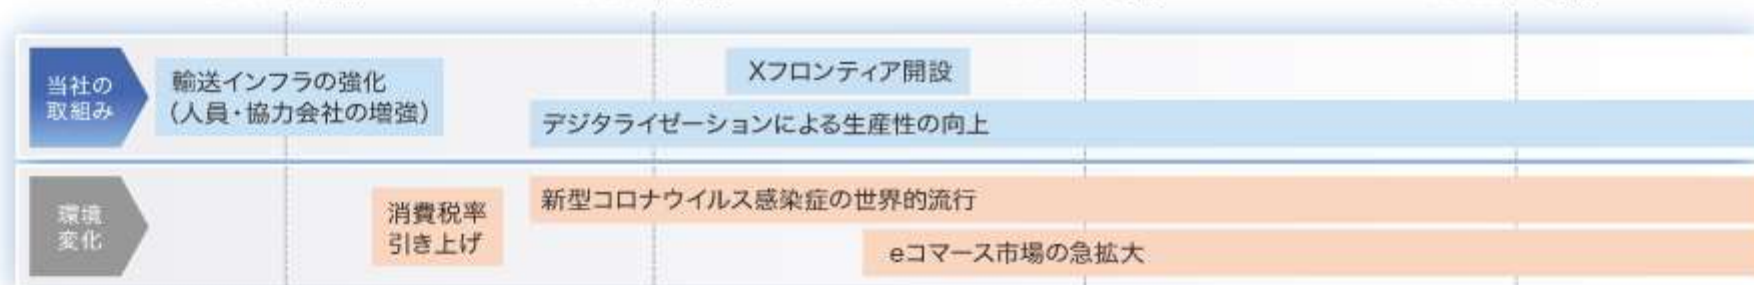 当社の
取組み
輸送インフラの強化
（人員・協力会社の増強）
Xフロンティア開設
デジタライゼーションによる生産性の向上
環境
変化
消費税率
引き上げ
新型コロナウイルス感染症の世界的流行
eコマース市場の急拡大